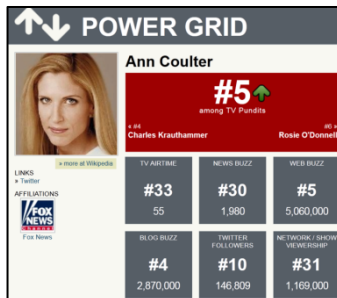 POWER GRID
Ann Coulter
#5
among TV Pundits
« #4
Charles Krauthammer
#6 »
Rosie O'Donnell
» more at Wikipedia
LINKS
» Twitter
AFFILIATIONS
FOX
NEWS
channel
Fox News
TV AIRTIME
#33
55
NEWS BUZZ
#30
1,980
WEB BUZZ
#5
5,060,000
BLOG BUZZ
#4
2,870,000
TWITTER
FOLLOWERS
#10
146,809
NETWORK / SHOW
VIEWERSHIP
#31
1,169,000